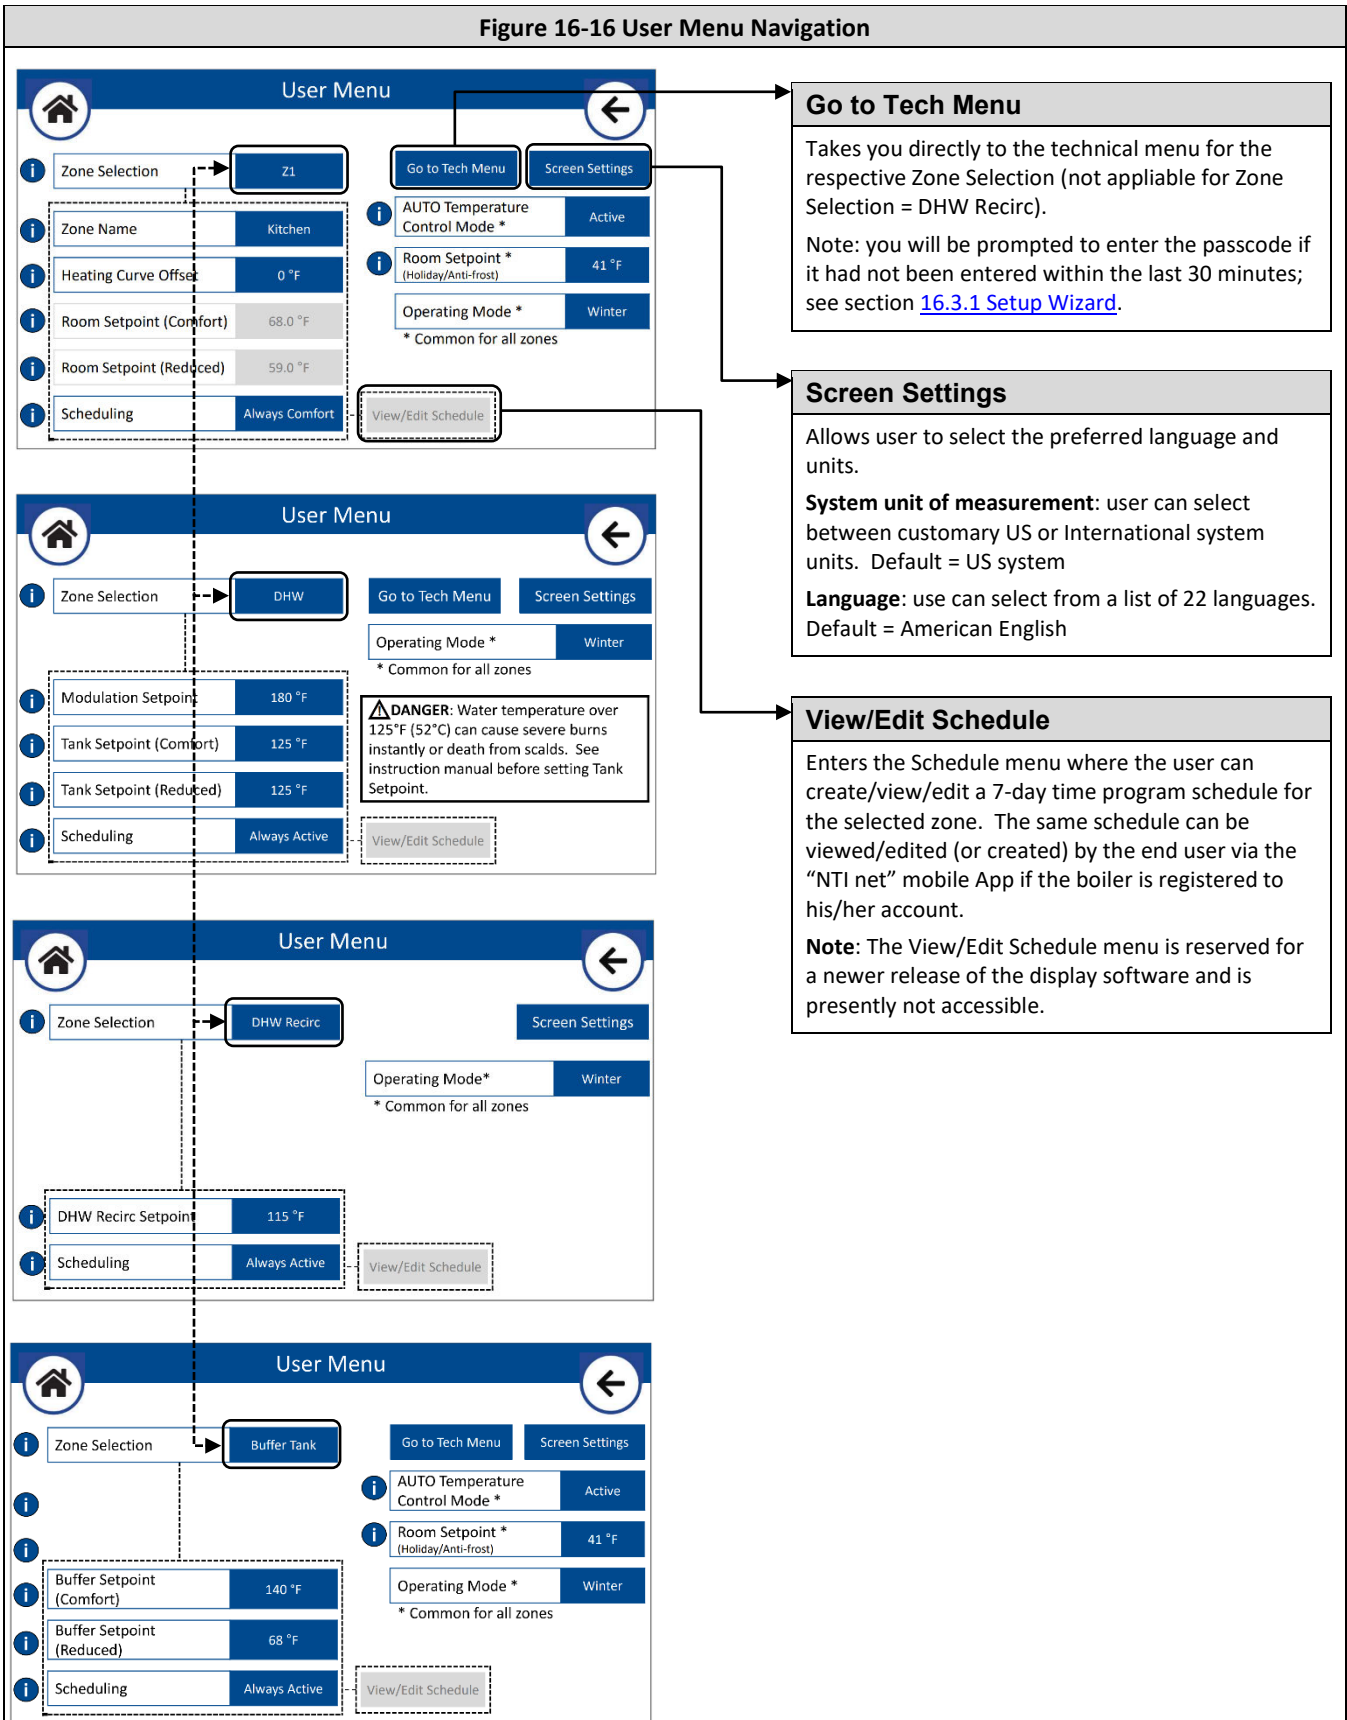 Figure 16-16 User Menu Navigation
User Menu
Zone Selection
Z1
Go to Tech Menu
Screen Settings
Zone Name
Kitchen
Heating Curve Offset
0 °F
Room Setpoint (Comfort)
68.0 °F
Room Setpoint (Reduced)
59.0 °F
Scheduling
Always Comfort
View/Edit Schedule
AUTO Temperature
Control Mode *
Active
Room Setpoint *
(Holiday/Anti-frost)
41 °F
Operating Mode *
Winter
* Common for all zones
User Menu
Zone Selection
DHW
Go to Tech Menu
Screen Settings
Operating Mode *
Winter
* Common for all zones
Modulation Setpoint
180 °F
Tank Setpoint (Comfort)
125 °F
Tank Setpoint (Reduced)
125 °F
Scheduling
Always Active
View/Edit Schedule
DANGER: Water temperature over
125°F (52°C) can cause severe burns
instantly or death from scalds. See
instruction manual before setting Tank
Setpoint.
User Menu
Zone Selection
DHW Recirc
Screen Settings
Operating Mode*
Winter
* Common for all zones
DHW Recirc Setpoint
115 °F
Scheduling
Always Active
View/Edit Schedule
User Menu
Zone Selection
Buffer Tank
Go to Tech Menu
Screen Settings
AUTO Temperature
Control Mode *
Active
Room Setpoint *
(Holiday/Anti-frost)
41 °F
Operating Mode *
Winter
* Common for all zones
Buffer Setpoint
(Comfort)
140 °F
Buffer Setpoint
(Reduced)
68 °F
Scheduling
Always Active
View/Edit Schedule
Go to Tech Menu
Takes you directly to the technical menu for the
respective Zone Selection (not appliable for Zone
Selection = DHW Recirc).
Note: you will be prompted to enter the passcode if
it had not been entered within the last 30 minutes;
see section 16.3.1 Setup Wizard.
Screen Settings
Allows user to select the preferred language and
units.
System unit of measurement: user can select
between customary US or International system
units. Default = US system
Language: use can select from a list of 22 languages.
Default = American English
View/Edit Schedule
Enters the Schedule menu where the user can
create/view/edit a 7-day time program schedule for
the selected zone. The same schedule can be
viewed/edited (or created) by the end user via the
“NTI net” mobile App if the boiler is registered to
his/her account.
Note: The View/Edit Schedule menu is reserved for
a newer release of the display software and is
presently not accessible.